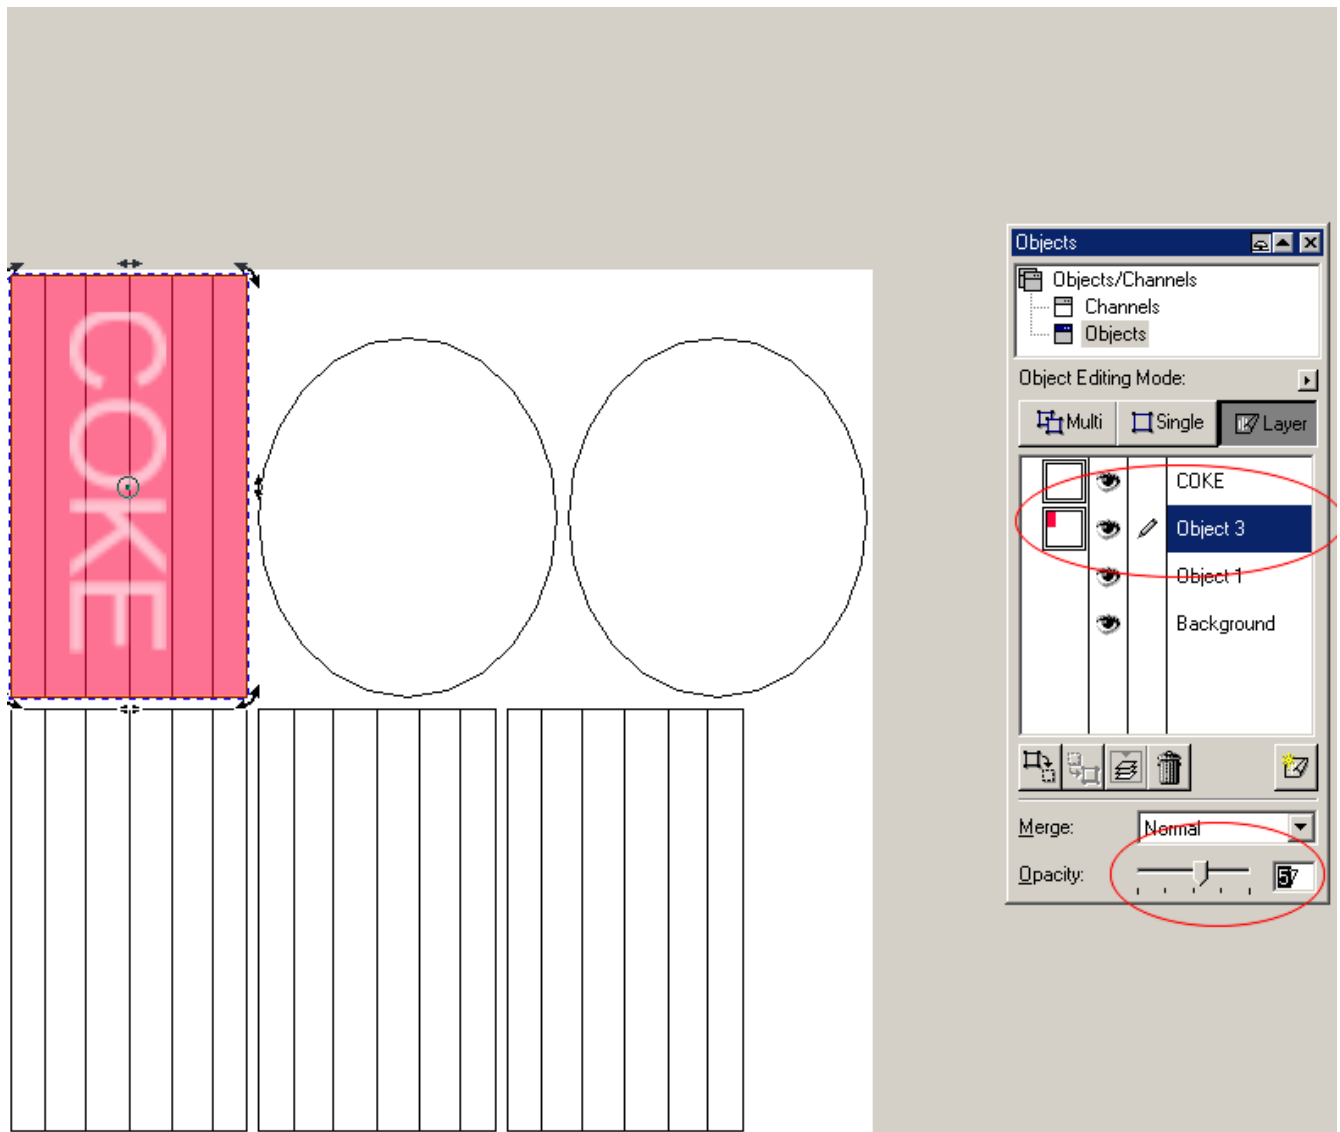 COKE
Objects
Objects/Channels
Channels
Objects
Object Editing Mode:
Multi Single Layer
COKE
Object 3
Object 1
Background
Merge: Normal
Opacity: 57